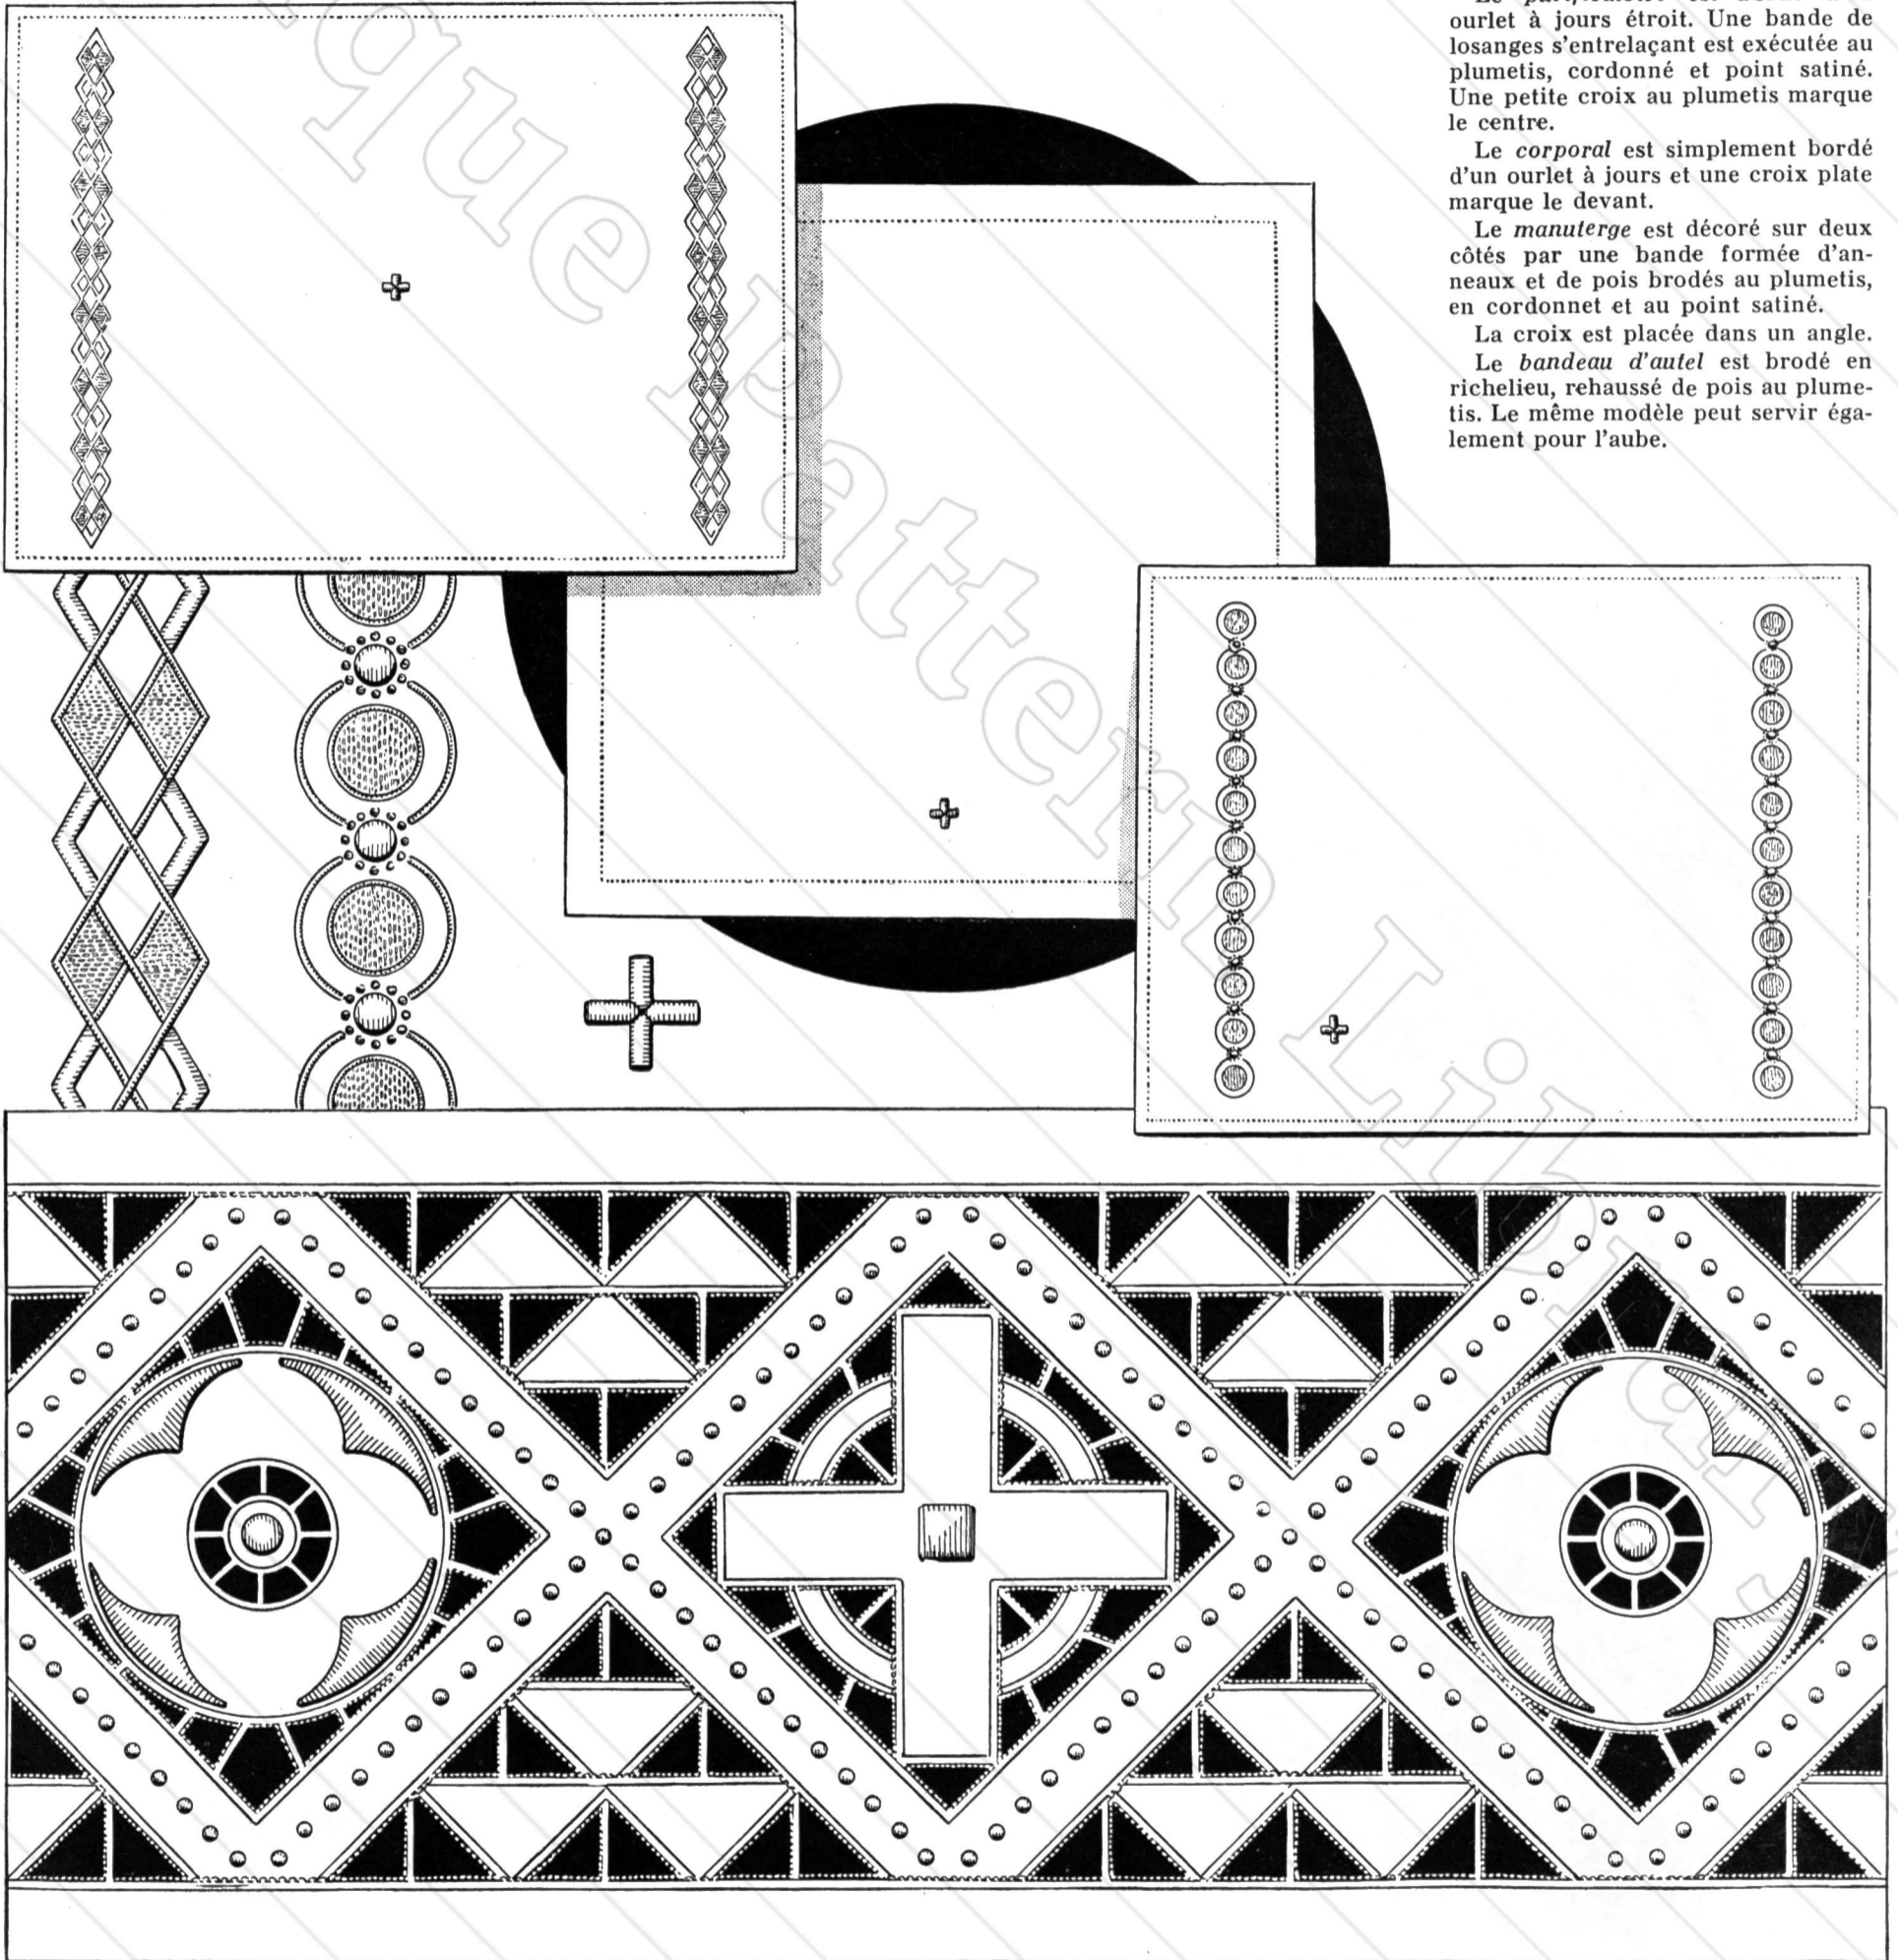 ourlet à jours étroit. Une bande de
losanges s'entrelaçant est exécutée au
plumetis, cordonné et point satiné.
Une petite croix au plumetis marque
le centre.
Le corporal est simplement bordé
d'un ourlet à jours et une croix plate
marque le devant.
Le manuterge est décoré sur deux
côtés par une bande formée d'an-
neaux et de pois brodés au plumetis,
en cordonnet et au point satiné.
La croix est placée dans un angle.
Le bandeau d'autel est brodé en
richelieu, rehaussé de pois au plume-
tis. Le même modèle peut servir éga-
lement pour l'aube.
que Pattern Library